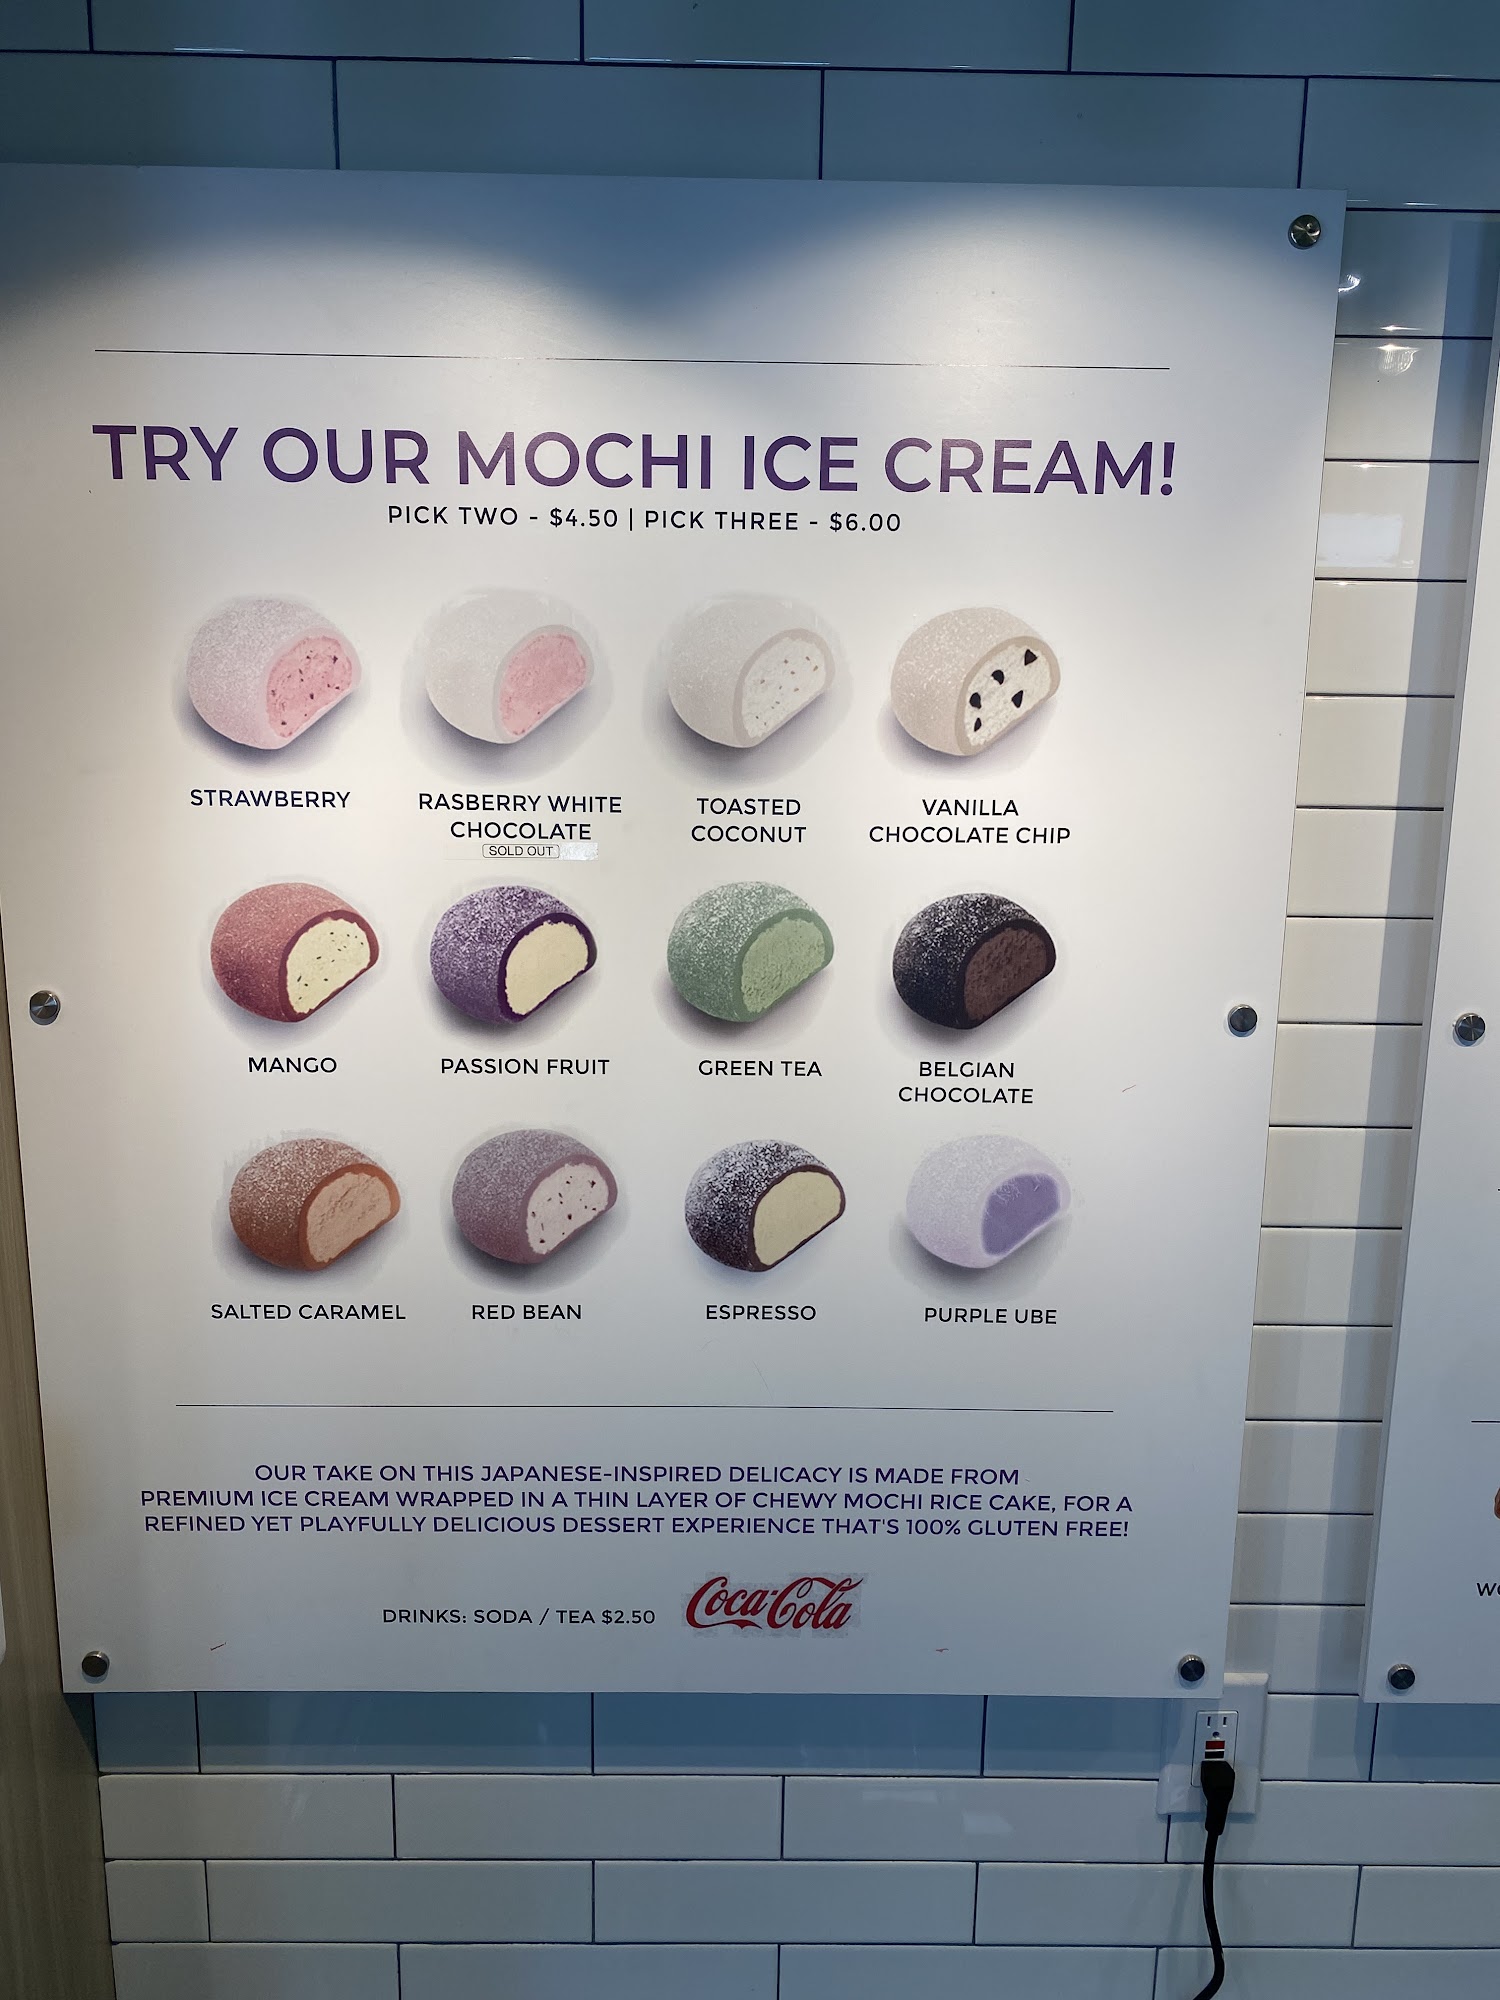 TRY OUR MOCHI ICE CREAM!
PICK TWO - $4.50 | PICK THREE - $6.00
STRAWBERRY
RASBERRY WHITE
CHOCOLATE
SOLD OUT
TOASTED
COCONUT
VANILLA
CHOCOLATE CHIP
MANGO
PASSION FRUIT
GREEN TEA
BELGIAN
CHOCOLATE
SALTED CARAMEL
RED BEAN
ESPRESSO
PURPLE UBE
OUR TAKE ON THIS JAPANESE-INSPIRED DELICACY IS MADE FROM
PREMIUM ICE CREAM WRAPPED IN A THIN LAYER OF CHEWY MOCHI RICE CAKE, FOR A
REFINED YET PLAYFULLY DELICIOUS DESSERT EXPERIENCE THAT'S 100% GLUTEN FREE!
DRINKS: SODA / TEA $2.50 Coca-Cola